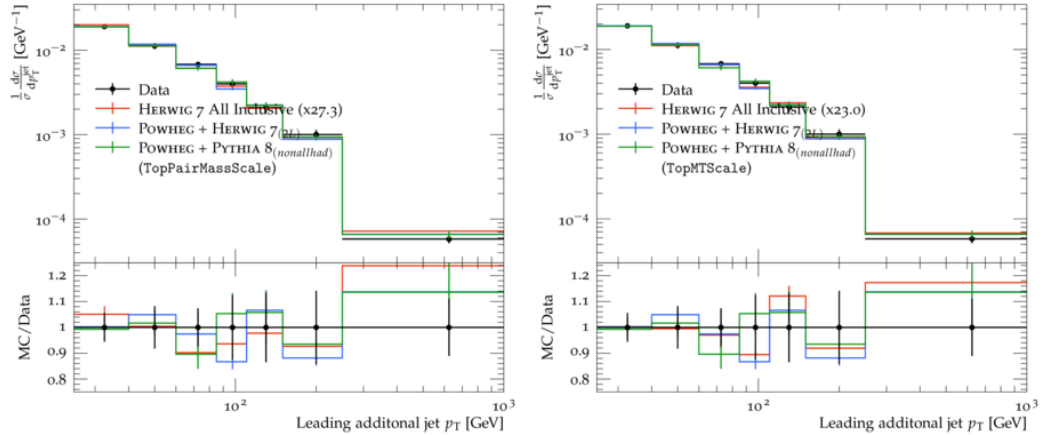 1/σ dσ/dp_T^jet [GeV⁻¹]
10⁻²
10⁻³
10⁻⁴
Data
Herwig 7 All Inclusive (x27.3)
Powheg + Herwig 7(2L)
Powheg + Pythia 8(nonallhad)
(TopPairMassScale)
MC/Data
1.2
1.1
1
0.9
0.8
10²
10³
Leading additonal jet p_T [GeV]
1/σ dσ/dp_T^jet [GeV⁻¹]
10⁻²
10⁻³
10⁻⁴
Data
Herwig 7 All Inclusive (x23.0)
Powheg + Herwig 7(2L)
Powheg + Pythia 8(nonallhad)
(TopMTScale)
MC/Data
1.2
1.1
1
0.9
0.8
10²
10³
Leading additonal jet p_T [GeV]